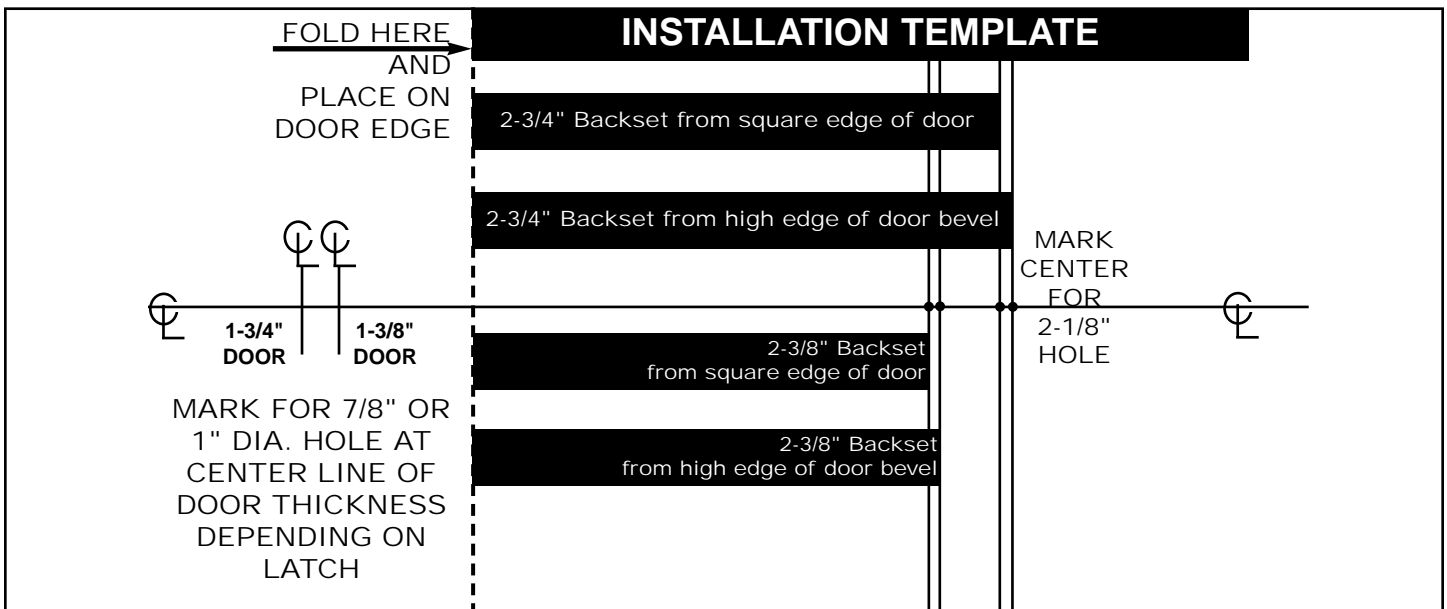 FOLD HERE
AND
PLACE ON
DOOR EDGE
INSTALLATION TEMPLATE
2-3/4" Backset from square edge of door
2-3/4" Backset from high edge of door bevel
MARK
CENTER
FOR
2-1/8"
HOLE
℄
℄
℄
℄
1-3/4"
DOOR
1-3/8"
DOOR
2-3/8" Backset
from square edge of door
2-3/8" Backset
from high edge of door bevel
MARK FOR 7/8" OR
1" DIA. HOLE AT
CENTER LINE OF
DOOR THICKNESS
DEPENDING ON
LATCH